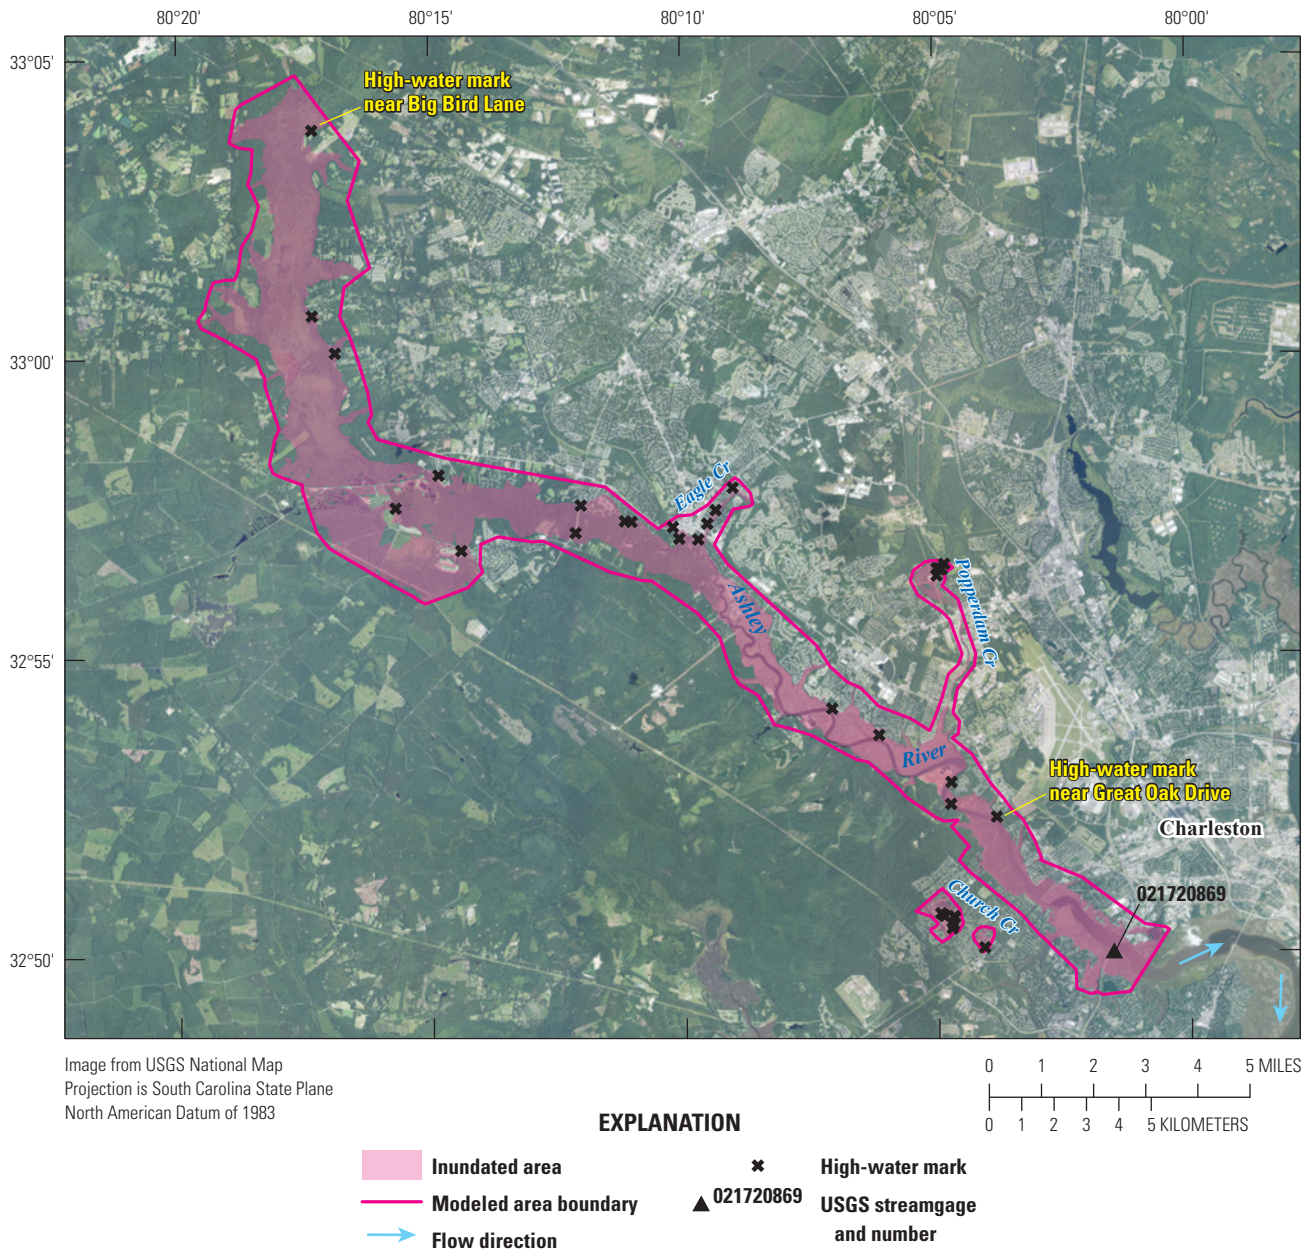 80°20' 80°15' 80°10' 80°05' 80°00'
33°05'
High-water mark
near Big Bird Lane
33°00'
Eagle Cr
Ashley
Popperdam Cr
32°55'
River
High-water mark
near Great Oak Drive
Charleston
Church Cr
021720869
32°50'
Image from USGS National Map
Projection is South Carolina State Plane
North American Datum of 1983
0 1 2 3 4 5 MILES
0 1 2 3 4 5 KILOMETERS
EXPLANATION
Inundated area
Modeled area boundary
Flow direction
High-water mark
021720869 USGS streamgage
and number